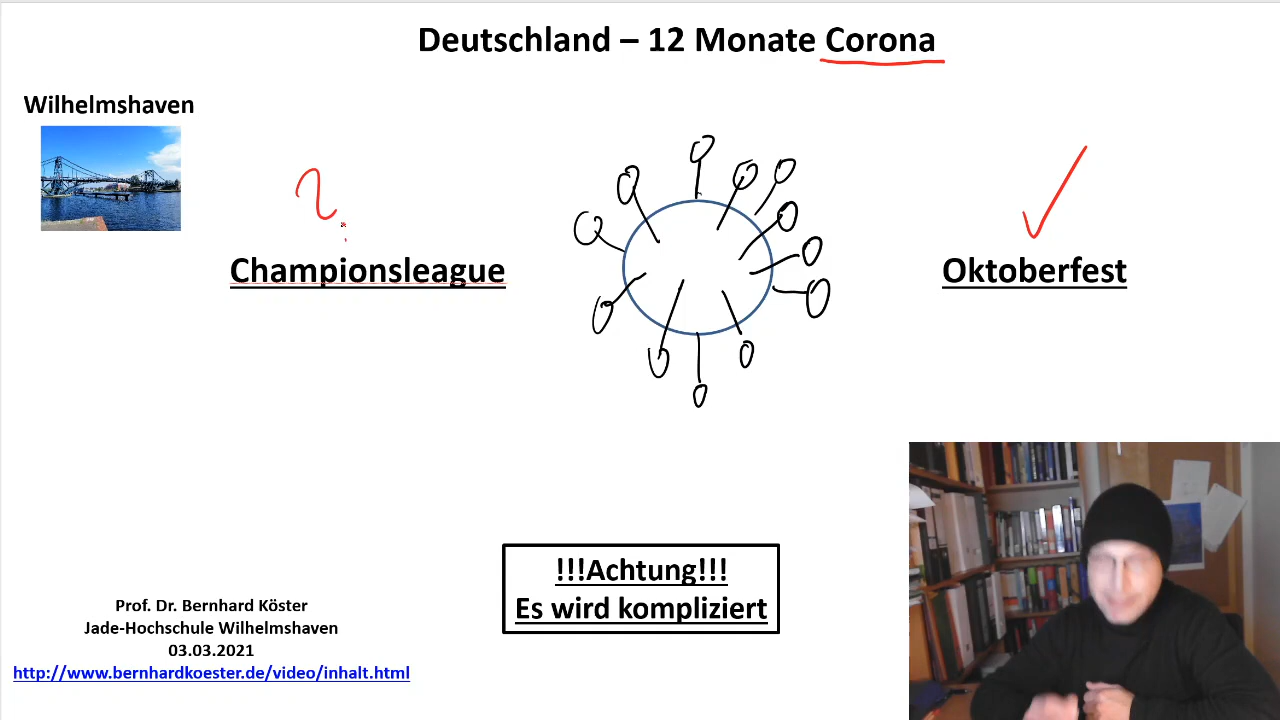 Deutschland – 12 Monate Corona
Wilhelmshaven
?
Championsleague
Oktoberfest
!!!Achtung!!!
Es wird kompliziert
Prof. Dr. Bernhard Köster
Jade-Hochschule Wilhelmshaven
03.03.2021
http://www.bernhardkoester.de/video/inhalt.html